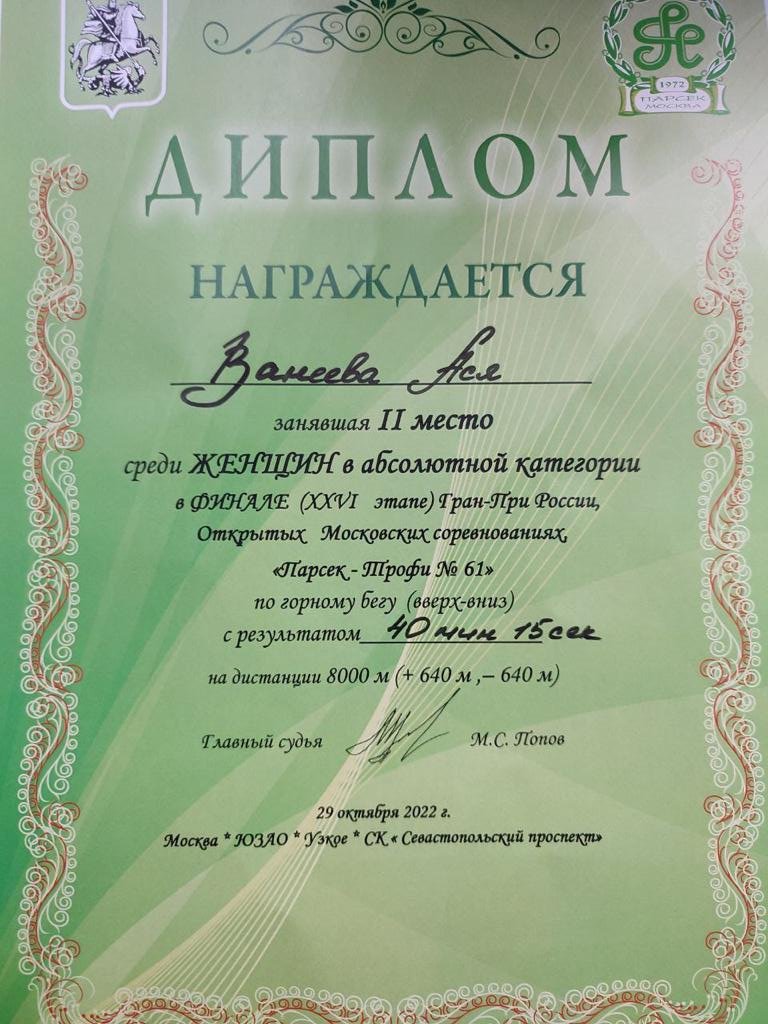 1972
ПАРСЕК
МОСКВА
ДИПЛОМ
НАГРАЖДАЕТСЯ
Ванеева Ася
занявшая II место
среди ЖЕНЩИН в абсолютной категории
в ФИНАЛЕ (XXVI этапе) Гран-При России,
Открытых Московских соревнованиях,
«Парсек - Трофи № 61»
по горному бегу (вверх-вниз)
с результатом 40 мин 15 сек
на дистанции 8000 м (+ 640 м ,– 640 м)
Главный судья М.С. Попов
29 октября 2022 г.
Москва * ЮЗАО * Узкое * СК « Севастопольский проспект»